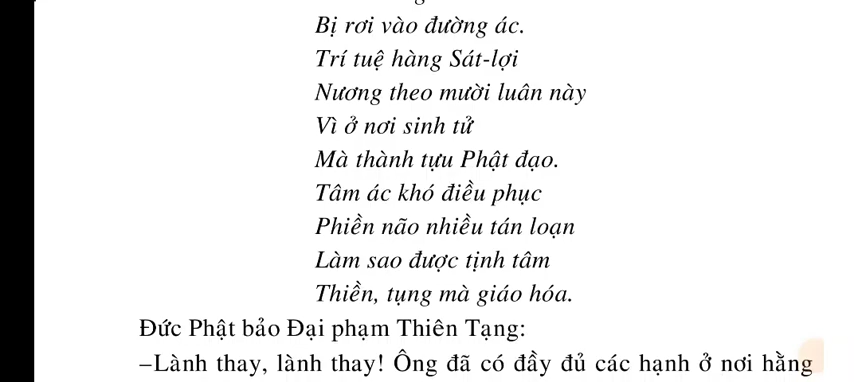 Bị rơi vào đường ác.
Trí tuệ hàng Sát-lợi
Nương theo mười luân này
Vì ở nơi sinh tử
Mà thành tựu Phật đạo.
Tâm ác khó điều phục
Phiền não nhiều tán loạn
Làm sao được tịnh tâm
Thiền, tụng mà giáo hóa.
Đức Phật bảo Đại phạm Thiên Tạng:
–Lành thay, lành thay! Ông đã có đầy đủ các hạnh ở nơi hằng